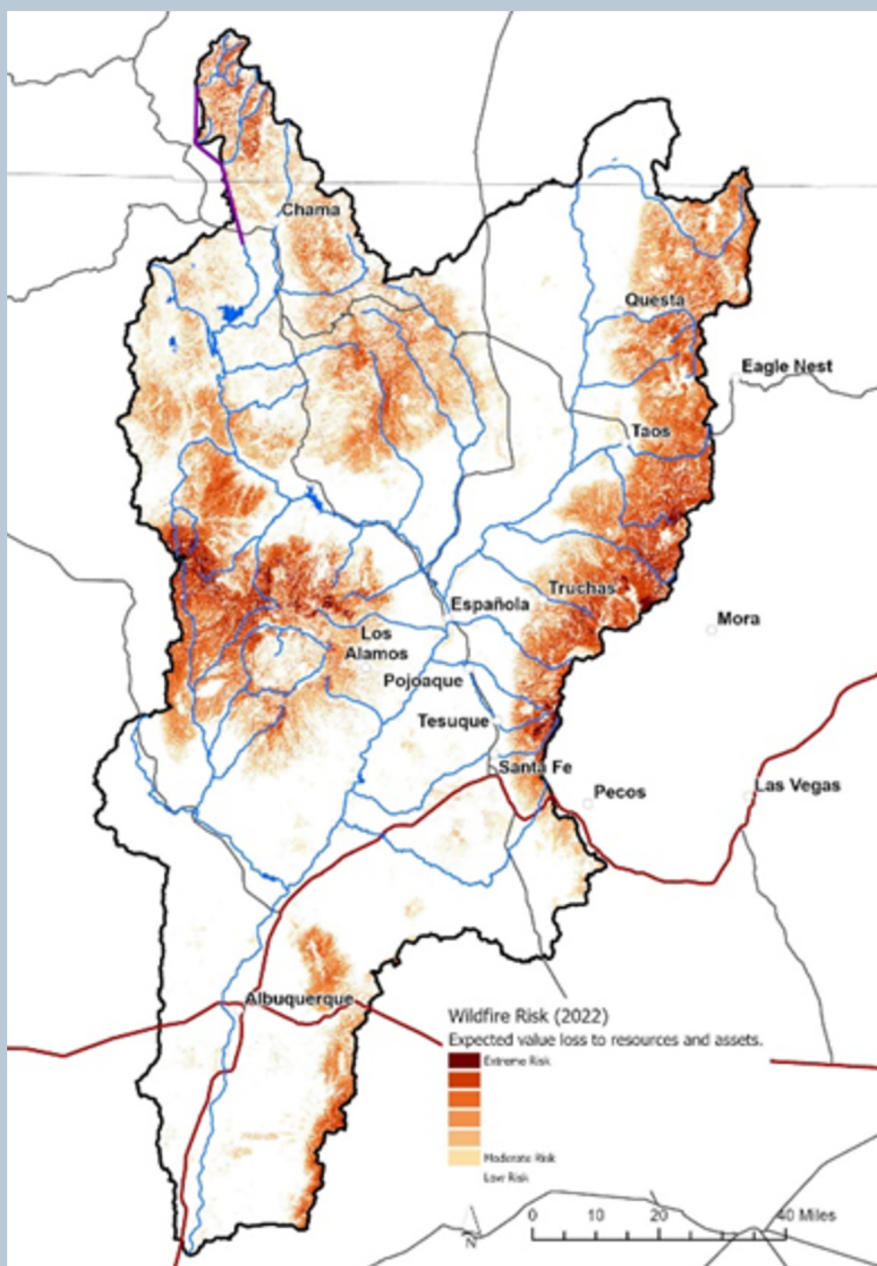 Chama
Questa
Eagle Nest
Taos
Truchas
Española
Mora
Los
Alamos
Pojoaque
Tesuque
Santa Fe
Pecos
Las Vegas
Albuquerque
Wildfire Risk (2022)
Expected value loss to resources and assets.
Extreme Risk
Moderate Risk
Low Risk
N
0 10 20 40 Miles